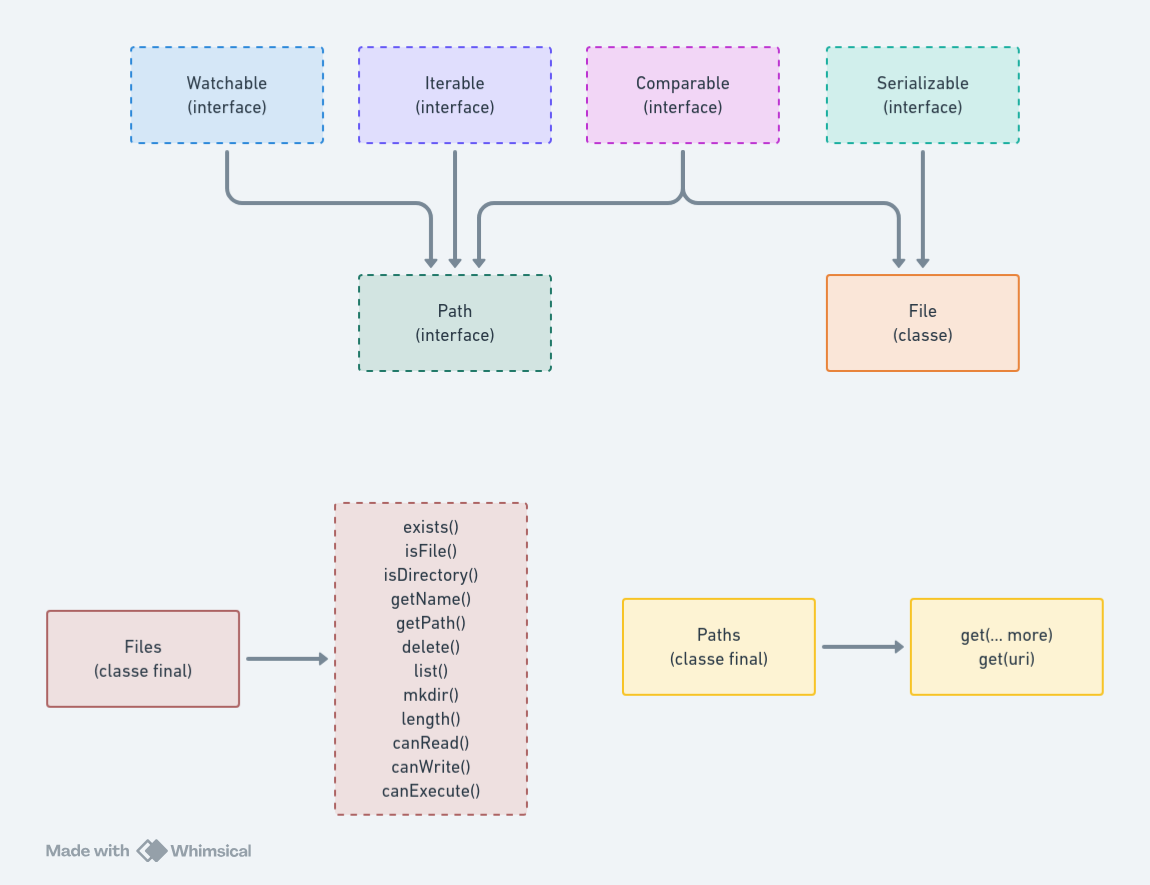 Watchable
(interface)
Iterable
(interface)
Comparable
(interface)
Serializable
(interface)
Path
(interface)
File
(classe)
Files
(classe final)
exists()
isFile()
isDirectory()
getName()
getPath()
delete()
list()
mkdir()
length()
canRead()
canWrite()
canExecute()
Paths
(classe final)
get(... more)
get(uri)
Made with Whimsical